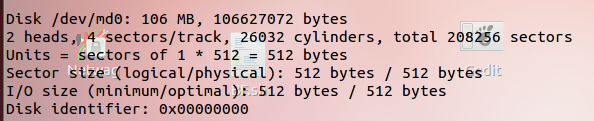 Disk /dev/md0: 106 MB, 106627072 bytes
2 heads, 4 sectors/track, 26032 cylinders, total 208256 sectors
Units = sectors of 1 * 512 = 512 bytes
Sector size (logical/physical): 512 bytes / 512 bytes
I/O size (minimum/optimal): 512 bytes / 512 bytes
Disk identifier: 0x00000000